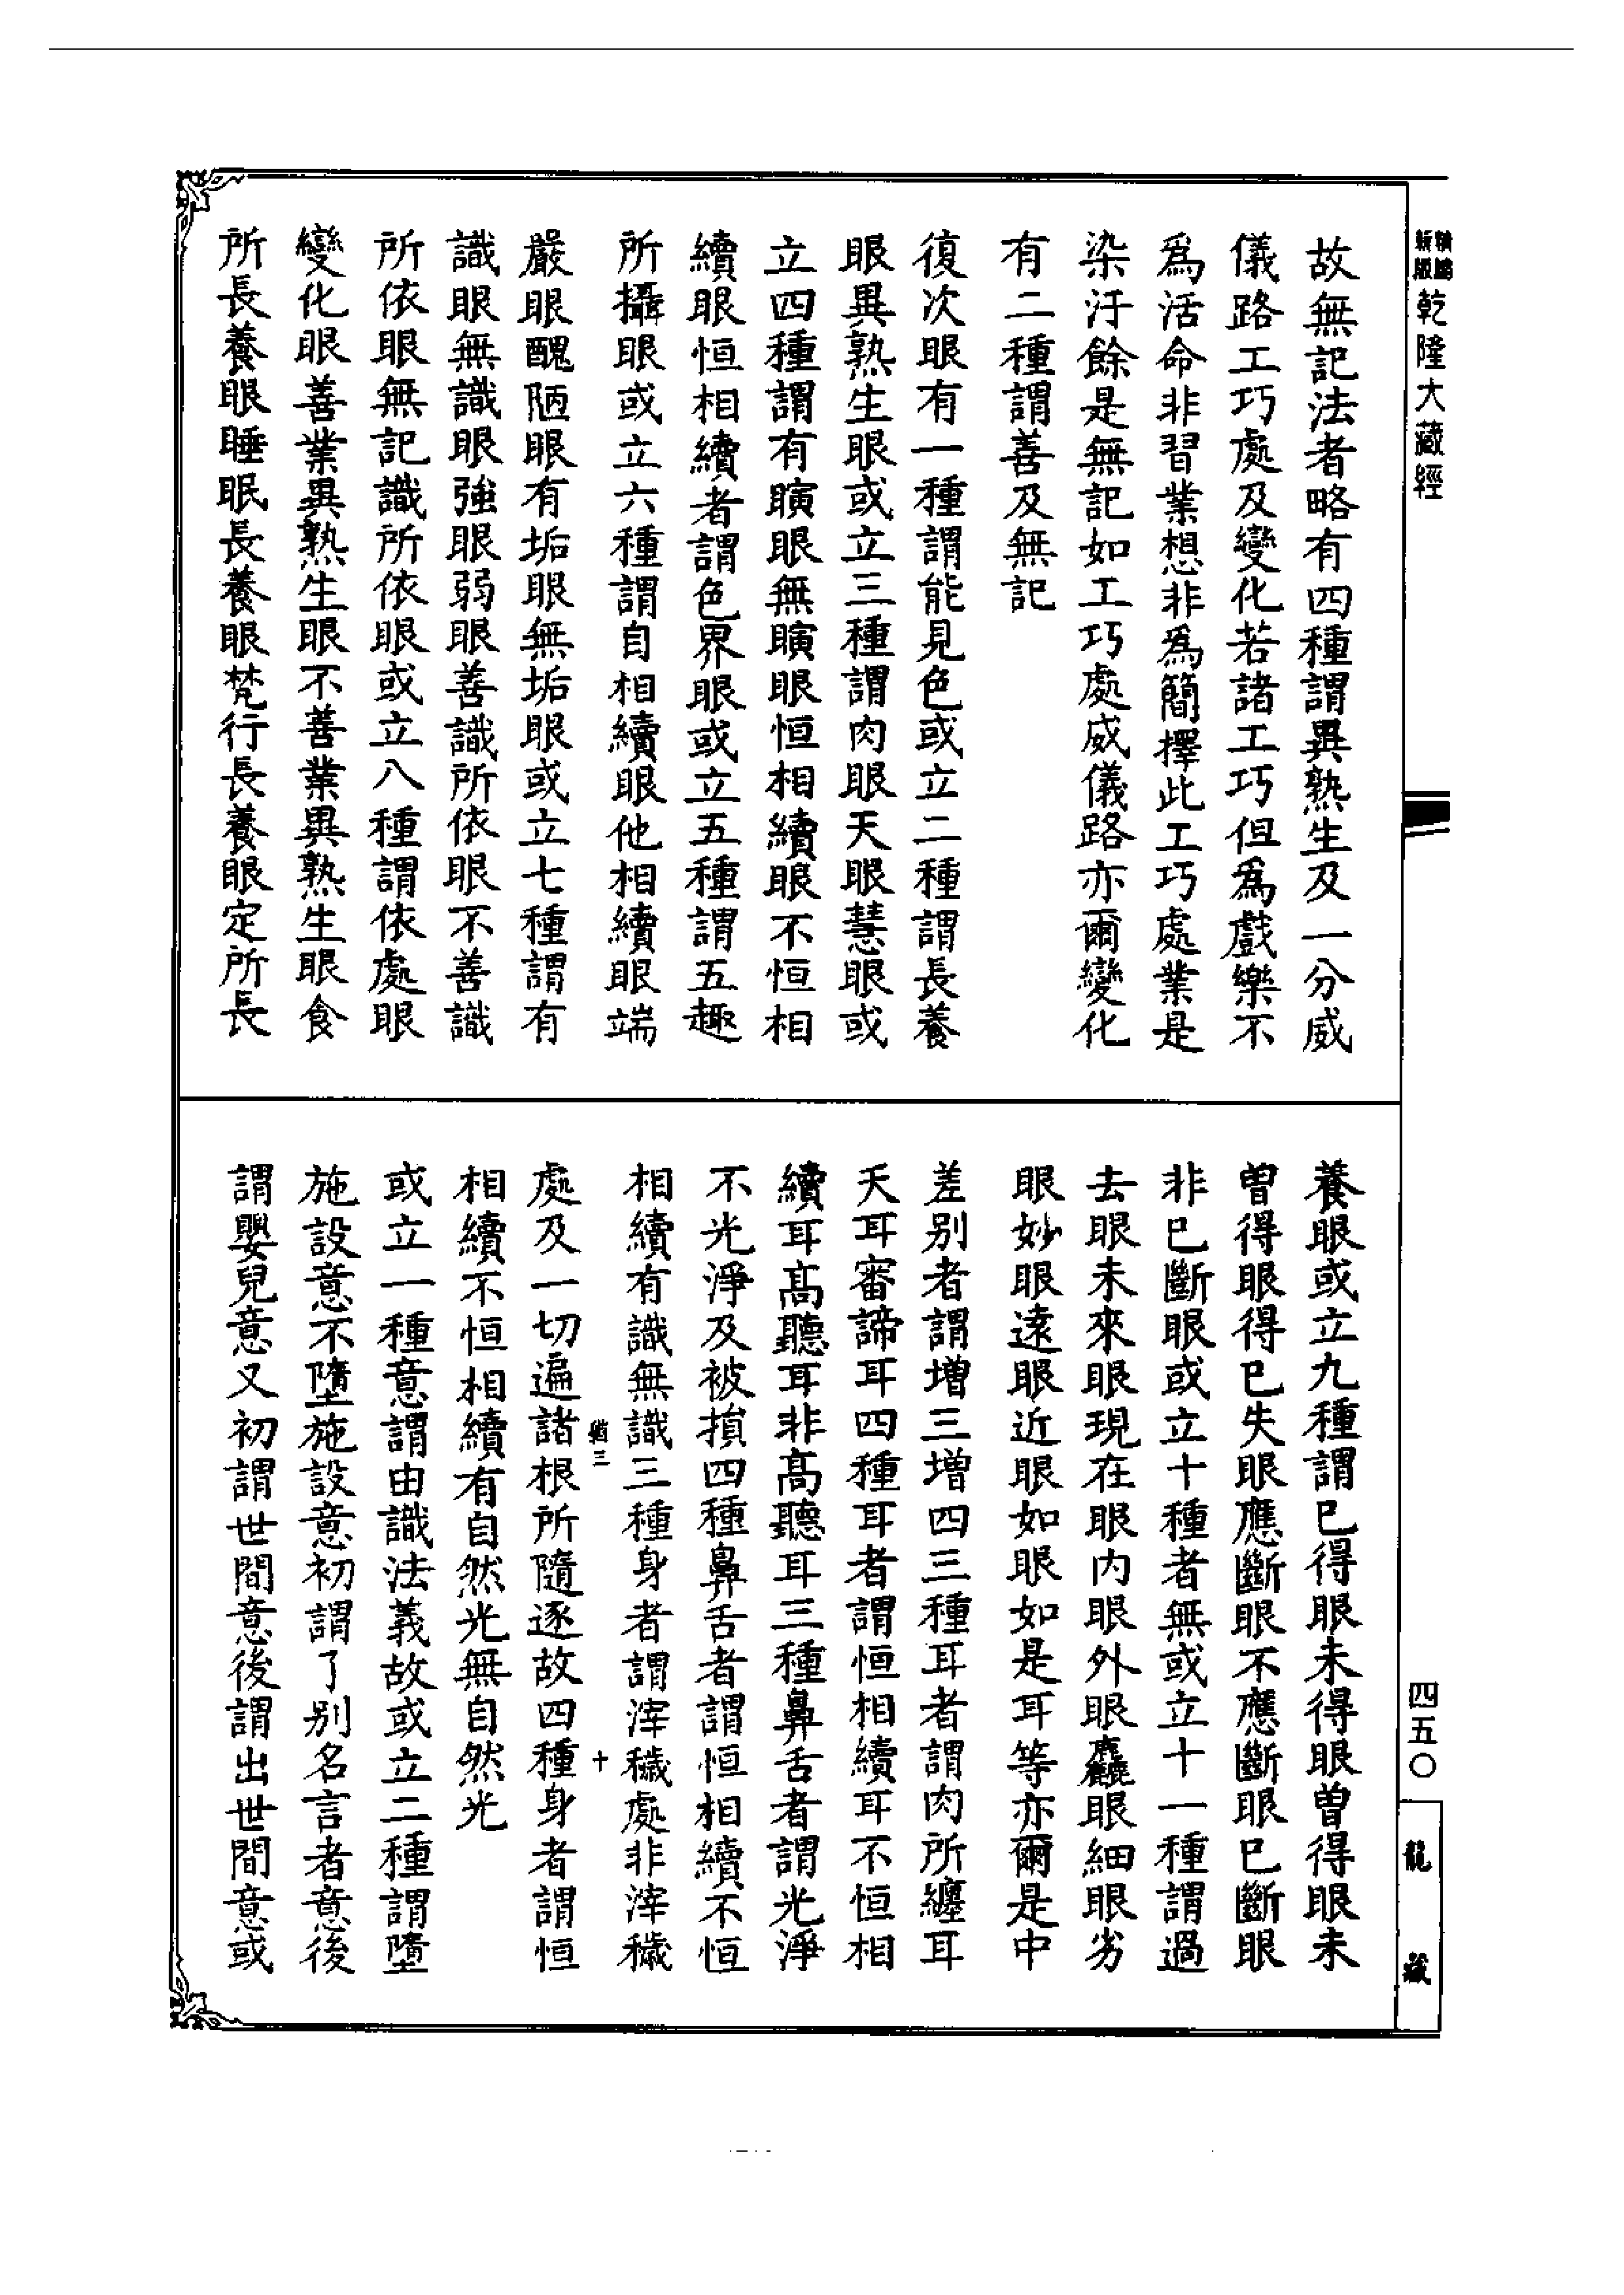 新版
乾隆大藏經
故無記法者略有四種謂異熟生及一分威
儀路工巧處及變化若諸工巧但爲戲樂不
爲活命非習業想非爲簡擇此工巧處業是
染汙餘是無記如工巧處威儀路亦爾變化
有二種謂善及無記
復次眼有一種謂能見色或立二種謂長養
眼異熟生眼或立三種謂肉眼天眼慧眼或
立四種謂有瞚眼無瞚眼恒相續眼不恒相
續眼恒相續者謂色界眼或立五種謂五趣
所攝眼或立六種謂自相續眼他相續眼端
嚴眼醜陋眼有垢眼無垢眼或立七種謂有
識眼無識眼強眼弱眼善識所依眼不善識
所依眼無記識所依眼或立八種謂依處眼
變化眼善業異熟生眼不善業異熟生眼食
所長養眼睡眠長養眼梵行長養眼定所長
養眼或立九種謂已得眼未得眼曾得眼未
曾得眼得已失眼應斷眼不應斷眼已斷眼
非已斷眼或立十種者無或立十一種謂過
去眼未來眼現在眼內眼外眼麤眼細眼劣
眼妙眼遠眼近眼如眼如是耳等亦爾是中
差别者謂增三增四三種耳者謂肉所纏耳
天耳審諦耳四種耳者謂恒相續耳不恒相
續耳高聽耳非高聽耳三種鼻舌者謂光淨
不光淨及被損四種鼻舌者謂恒相續不恒
相續有識無識三種身者謂滓穢處非滓穢
三
十
處及一切遍諸根所隨逐故四種身者謂恒
相續不恒相續有自然光無自然光
或立一種意謂由識法義故或立二種謂墮
施設意不墮施設意初謂了别名言者意後
謂嬰兒意又初謂世間意後謂出世間意或
四五〇
龍藏